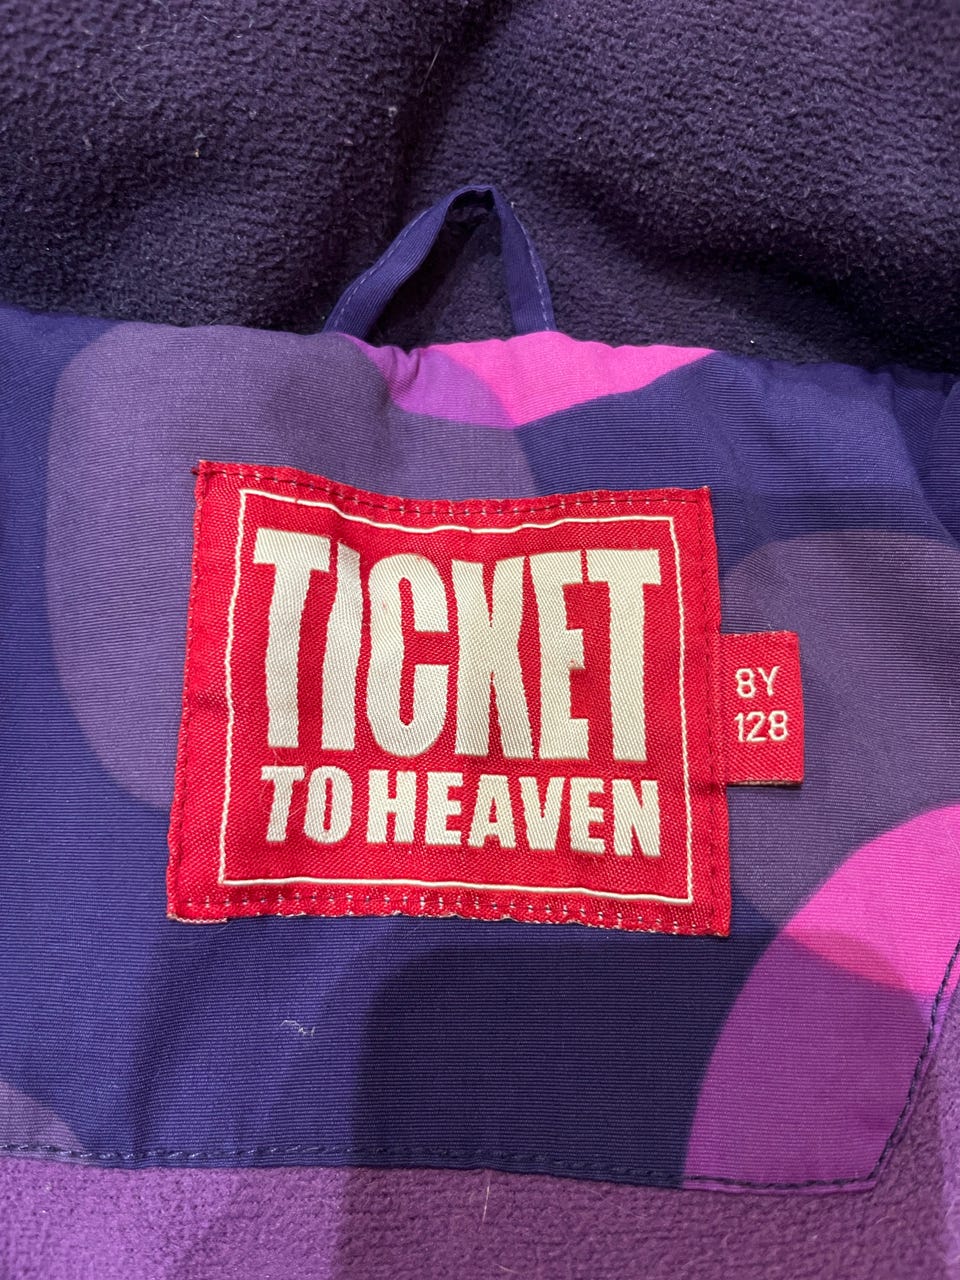 TICKET
TO HEAVEN
8Y
128